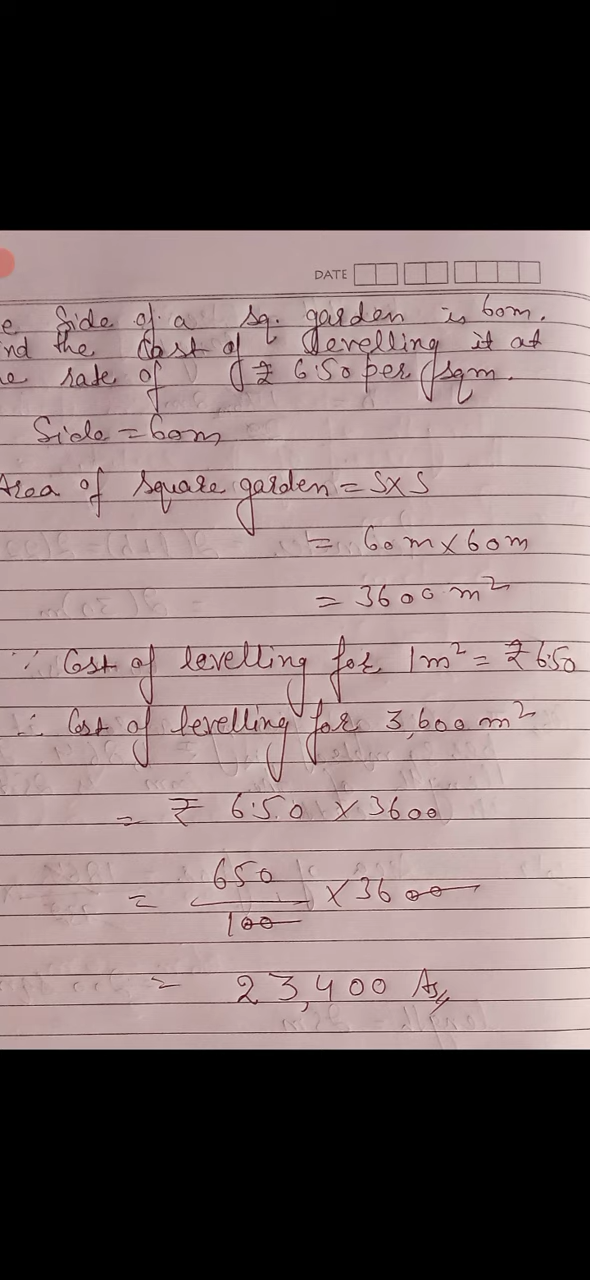 DATE
e Side of a sq. garden is 60m.
nd the Cost of levelling it at
e rate of ₹ 6.50 per sqm.
Side = 60m
Area of square garden = S×S
= 60m × 60m
= 3600 m²
∵ Cost of levelling for 1m² = ₹ 6.50
∴ Cost of levelling for 3,600 m²
= ₹ 6.50 × 3600
= 650/100 × 3600
= 23,400 As